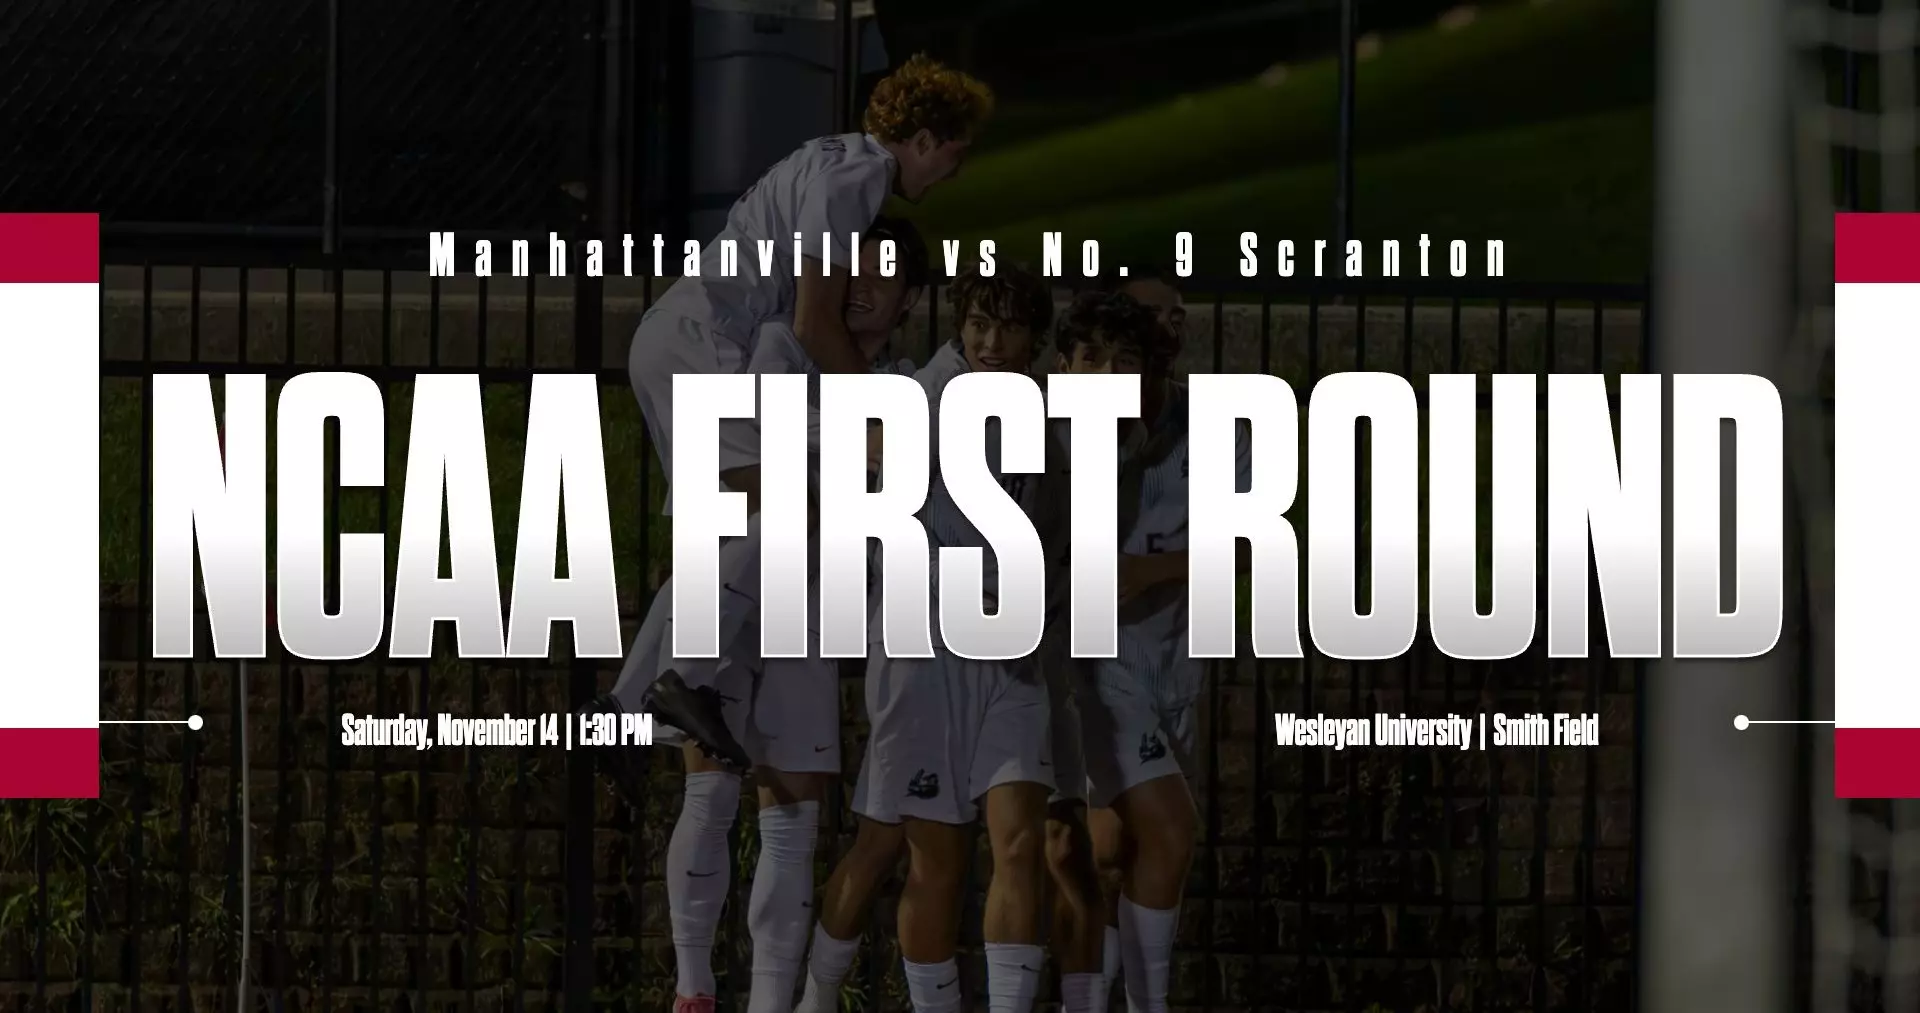 Manhattanville vs No. 9 Scranton
NCAA FIRST ROUND
Saturday, November 14 | 1:30 PM
Wesleyan University | Smith Field